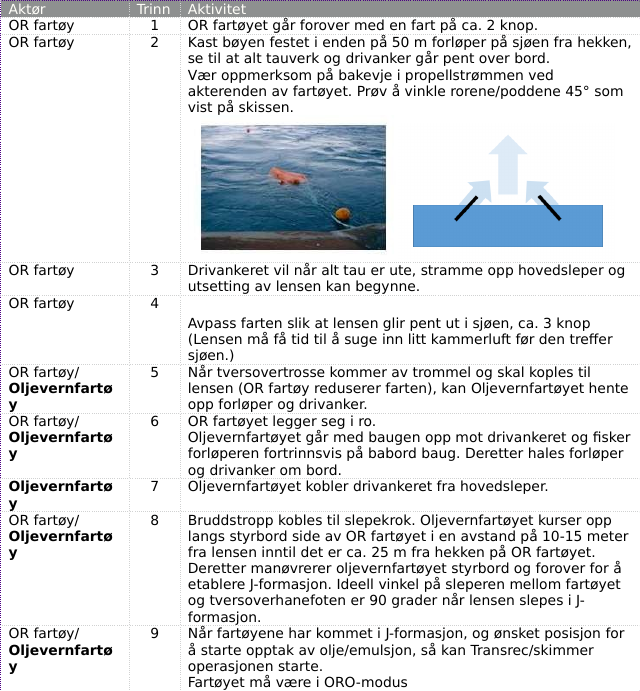 Aktør Trinn Aktivitet
OR fartøy 1 OR fartøyet går forover med en fart på ca. 2 knop.
OR fartøy 2 Kast bøyen festet i enden på 50 m forløper på sjøen fra hekken,
se til at alt tauverk og drivanker går pent over bord.
Vær oppmerksom på bakevje i propellstrømmen ved
akterenden av fartøyet. Prøv å vinkle rorene/poddene 45° som
vist på skissen.
OR fartøy 3 Drivankeret vil når alt tau er ute, stramme opp hovedsleper og
utsetting av lensen kan begynne.
OR fartøy 4
Avpass farten slik at lensen glir pent ut i sjøen, ca. 3 knop
(Lensen må få tid til å suge inn litt kammerluft før den treffer
sjøen.)
OR fartøy/ 5 Når tversovertrosse kommer av trommel og skal koples til
Oljevernfartø lensen (OR fartøy reduserer farten), kan Oljevernfartøyet hente
y opp forløper og drivanker.
OR fartøy/ 6 OR fartøyet legger seg i ro.
Oljevernfartø Oljevernfartøyet går med baugen opp mot drivankeret og fisker
y forløperen fortrinnsvis på babord baug. Deretter hales forløper
og drivanker om bord.
Oljevernfartø 7 Oljevernfartøyet kobler drivankeret fra hovedsleper.
y
OR fartøy/ 8 Bruddstropp kobles til slepekrok. Oljevernfartøyet kurser opp
Oljevernfartø langs styrbord side av OR fartøyet i en avstand på 10-15 meter
y fra lensen inntil det er ca. 25 m fra hekken på OR fartøyet.
Deretter manøvrerer oljevernfartøyet styrbord og forover for å
etablere J-formasjon. Ideell vinkel på sleperen mellom fartøyet
og tversoverhanefoten er 90 grader når lensen slepes i J-
formasjon.
OR fartøy/ 9 Når fartøyene har kommet i J-formasjon, og ønsket posisjon for
Oljevernfartø å starte opptak av olje/emulsjon, så kan Transrec/skimmer
y operasjonen starte.
Fartøyet må være i ORO-modus